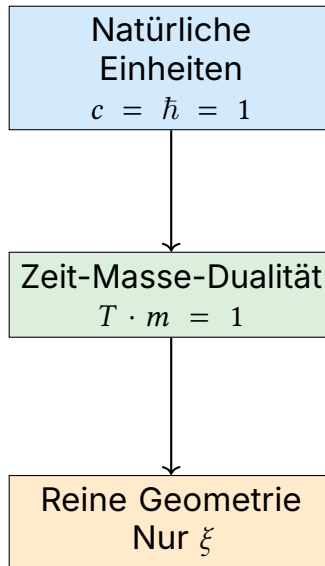 Natürliche
Einheiten
c = ℏ = 1
Zeit-Masse-Dualität
T · m = 1
Reine Geometrie
Nur ξ